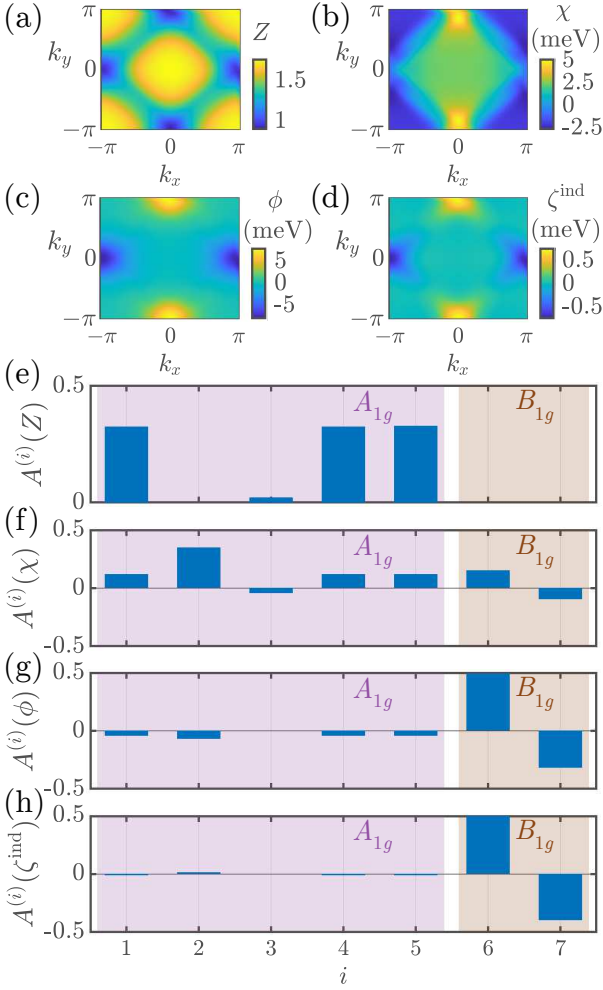 (a) Z (b) χ (meV)
π π
k_y 0 1.5 k_y 0 5 2.5 0 -2.5
−π 1 −π
−π 0 π −π 0 π
k_x k_x
(c) φ (meV) (d) ζ^ind (meV)
π π
k_y 0 5 0 -5 k_y 0 0.5 0 -0.5
−π −π
−π 0 π −π 0 π
k_x k_x
(e) 0.5 A_1g B_1g
A^(i)(Z)
0
(f) 0.5 A_1g B_1g
A^(i)(χ) 0
-0.5
(g) 0.5 A_1g B_1g
A^(i)(φ) 0
-0.5
(h) 0.5 A_1g B_1g
A^(i)(ζ^ind) 0
-0.5
1 2 3 4 5 6 7
i